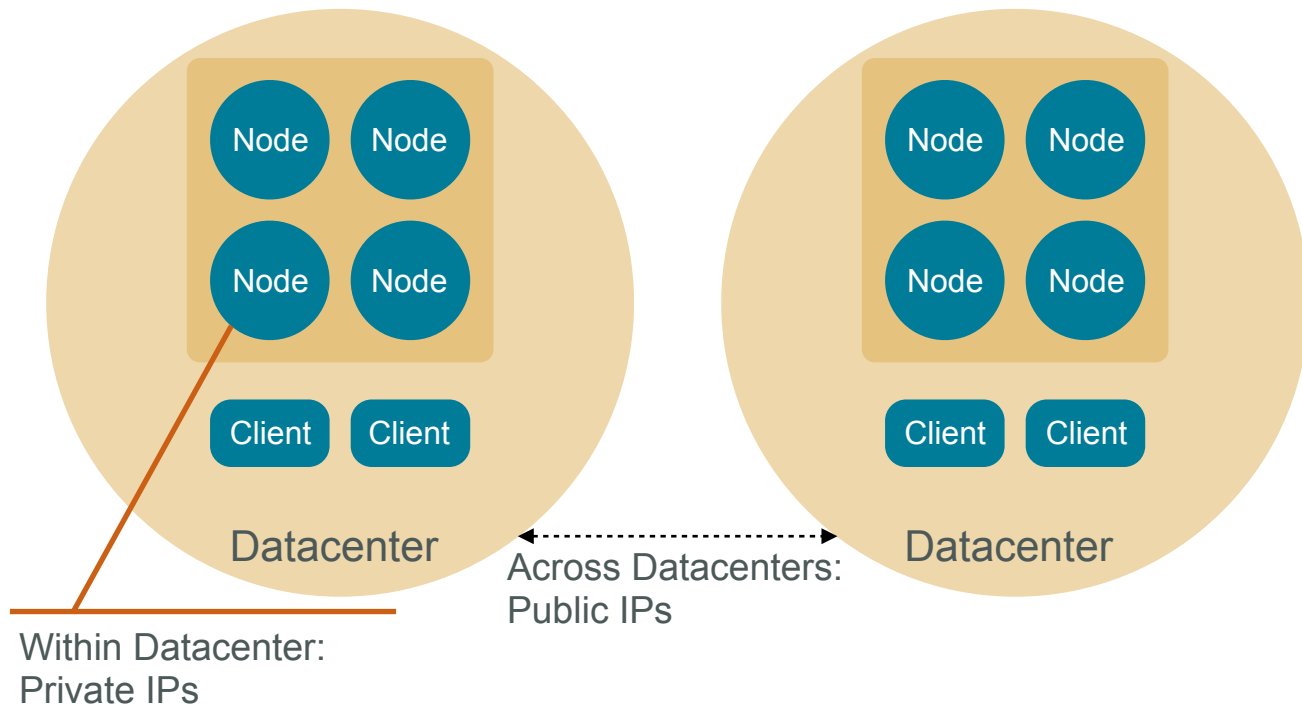 Node Node
Node Node
Client Client
Datacenter
Within Datacenter:
Private IPs
Across Datacenters:
Public IPs
Node Node
Node Node
Client Client
Datacenter